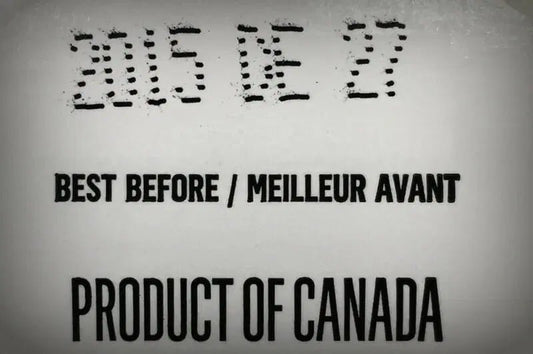 2015 DE 27
BEST BEFORE / MEILLEUR AVANT
PRODUCT OF CANADA